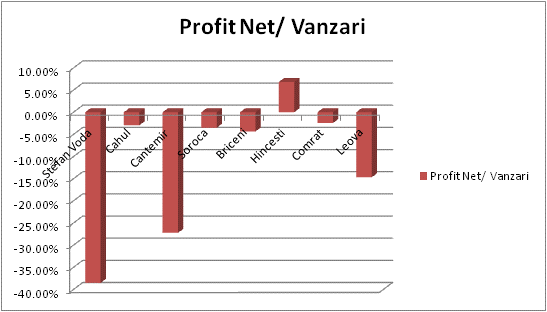 Profit Net/ Vanzari
10.00%
5.00%
0.00%
-5.00%
-10.00%
-15.00%
-20.00%
-25.00%
-30.00%
-35.00%
-40.00%
Stefan Voda
Cahul
Cantemir
Soroca
Briceni
Hincesti
Comrat
Leova
Profit Net/ Vanzari